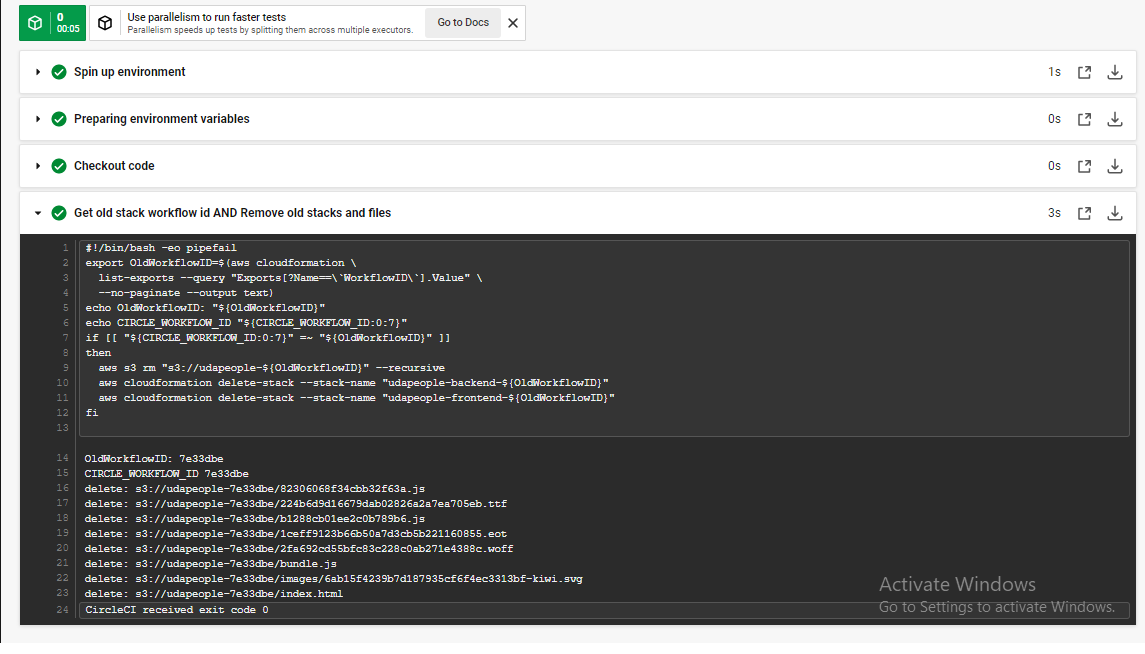 0
00:05
Use parallelism to run faster tests
Parallelism speeds up tests by splitting them across multiple executors.
Go to Docs
Spin up environment
1s
Preparing environment variables
0s
Checkout code
0s
Get old stack workflow id AND Remove old stacks and files
3s
1 #!/bin/bash -eo pipefail
2 export OldWorkflowID=$(aws cloudformation \
3   list-exports --query "Exports[?Name==\`WorkflowID\`].Value" \
4   --no-paginate --output text)
5 echo OldWorkflowID: "${OldWorkflowID}"
6 echo CIRCLE_WORKFLOW_ID "${CIRCLE_WORKFLOW_ID:0:7}"
7 if [[ "${CIRCLE_WORKFLOW_ID:0:7}" =~ "${OldWorkflowID}" ]]
8 then
9   aws s3 rm "s3://udapeople-${OldWorkflowID}" --recursive
10   aws cloudformation delete-stack --stack-name "udapeople-backend-${OldWorkflowID}"
11   aws cloudformation delete-stack --stack-name "udapeople-frontend-${OldWorkflowID}"
12 fi
13
14 OldWorkflowID: 7e33dbe
15 CIRCLE_WORKFLOW_ID 7e33dbe
16 delete: s3://udapeople-7e33dbe/82306068f34cbb32f63a.js
17 delete: s3://udapeople-7e33dbe/224b6d9d16679dab02826a2a7ea705eb.ttf
18 delete: s3://udapeople-7e33dbe/b1288cb01ee2c0b789b6.js
19 delete: s3://udapeople-7e33dbe/1ceff9123b66b50a7d3cb5b221160855.eot
20 delete: s3://udapeople-7e33dbe/2fa692cd55bfc83c228c0ab271e4388c.woff
21 delete: s3://udapeople-7e33dbe/bundle.js
22 delete: s3://udapeople-7e33dbe/images/6ab15f4239b7d187935cf6f4ec3313bf-kiwi.svg
23 delete: s3://udapeople-7e33dbe/index.html
24 CircleCI received exit code 0
Activate Windows
Go to Settings to activate Windows.